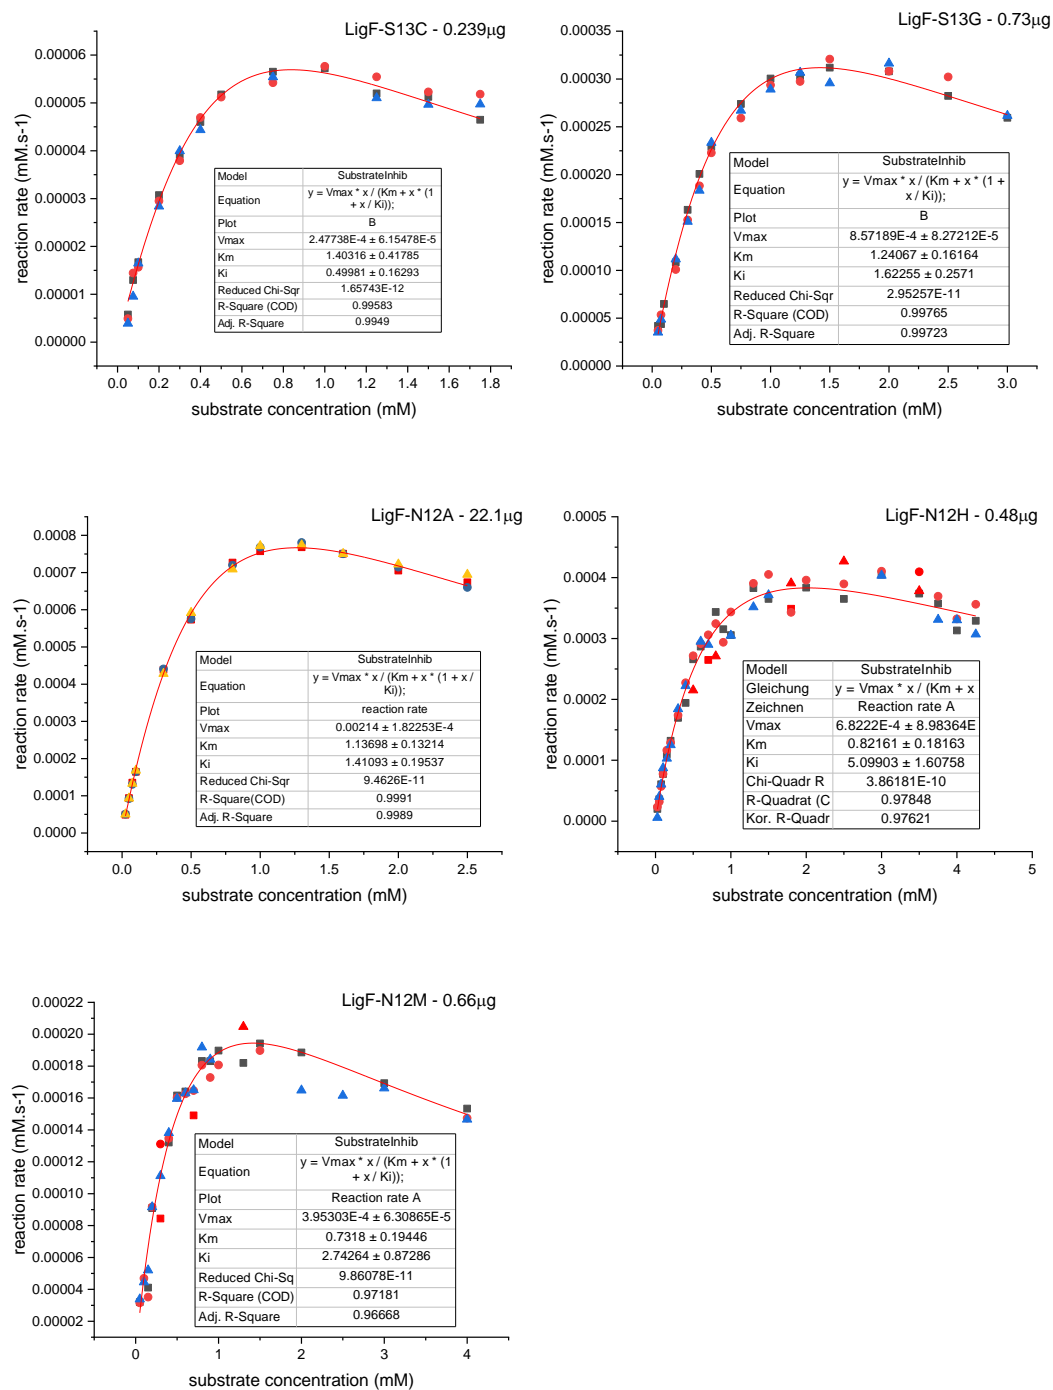 LigF-S13C - 0.239μg
reaction rate (mM.s-1)
0.00006
0.00005
0.00004
0.00003
0.00002
0.00001
0.00000
Model SubstrateInhib
Equation y = Vmax * x / (Km + x * (1
+ x / Ki));
Plot B
Vmax 2.47738E-4 ± 6.15478E-5
Km 1.40316 ± 0.41785
Ki 0.49981 ± 0.16293
Reduced Chi-Sqr 1.65743E-12
R-Square (COD) 0.99583
Adj. R-Square 0.9949
0.0 0.2 0.4 0.6 0.8 1.0 1.2 1.4 1.6 1.8
substrate concentration (mM)
LigF-S13G - 0.73μg
reaction rate (mM.s-1)
0.00035
0.00030
0.00025
0.00020
0.00015
0.00010
0.00005
0.00000
Model SubstrateInhib
Equation y = Vmax * x / (Km + x * (1 +
x / Ki));
Plot B
Vmax 8.57189E-4 ± 8.27212E-5
Km 1.24067 ± 0.16164
Ki 1.62255 ± 0.2571
Reduced Chi-Sqr 2.95257E-11
R-Square (COD) 0.99765
Adj. R-Square 0.99723
0.0 0.5 1.0 1.5 2.0 2.5 3.0
substrate concentration (mM)
LigF-N12A - 22.1μg
reaction rate (mM.s-1)
0.0008
0.0007
0.0006
0.0005
0.0004
0.0003
0.0002
0.0001
0.0000
Model SubstrateInhib
Equation y = Vmax * x / (Km + x * (1 + x /
Ki));
Plot reaction rate
Vmax 0.00214 ± 1.82253E-4
Km 1.13698 ± 0.13214
Ki 1.41093 ± 0.19537
Reduced Chi-Sqr 9.4626E-11
R-Square(COD) 0.9991
Adj. R-Square 0.9989
0.0 0.5 1.0 1.5 2.0 2.5
substrate concentration (mM)
LigF-N12H - 0.48μg
reaction rate (mM.s-1)
0.0005
0.0004
0.0003
0.0002
0.0001
0.0000
Modell SubstrateInhib
Gleichung y = Vmax * x / (Km + x
Zeichnen Reaction rate A
Vmax 6.8222E-4 ± 8.98364E
Km 0.82161 ± 0.18163
Ki 5.09903 ± 1.60758
Chi-Quadr R 3.86181E-10
R-Quadrat (C 0.97848
Kor. R-Quadr 0.97621
0 1 2 3 4 5
substrate concentration (mM)
LigF-N12M - 0.66μg
reaction rate (mM.s-1)
0.00022
0.00020
0.00018
0.00016
0.00014
0.00012
0.00010
0.00008
0.00006
0.00004
0.00002
Model SubstrateInhib
Equation y = Vmax * x / (Km + x * (1
+ x / Ki));
Plot Reaction rate A
Vmax 3.95303E-4 ± 6.30865E-5
Km 0.7318 ± 0.19446
Ki 2.74264 ± 0.87286
Reduced Chi-Sq 9.86078E-11
R-Square (COD) 0.97181
Adj. R-Square 0.96668
0 1 2 3 4
substrate concentration (mM)